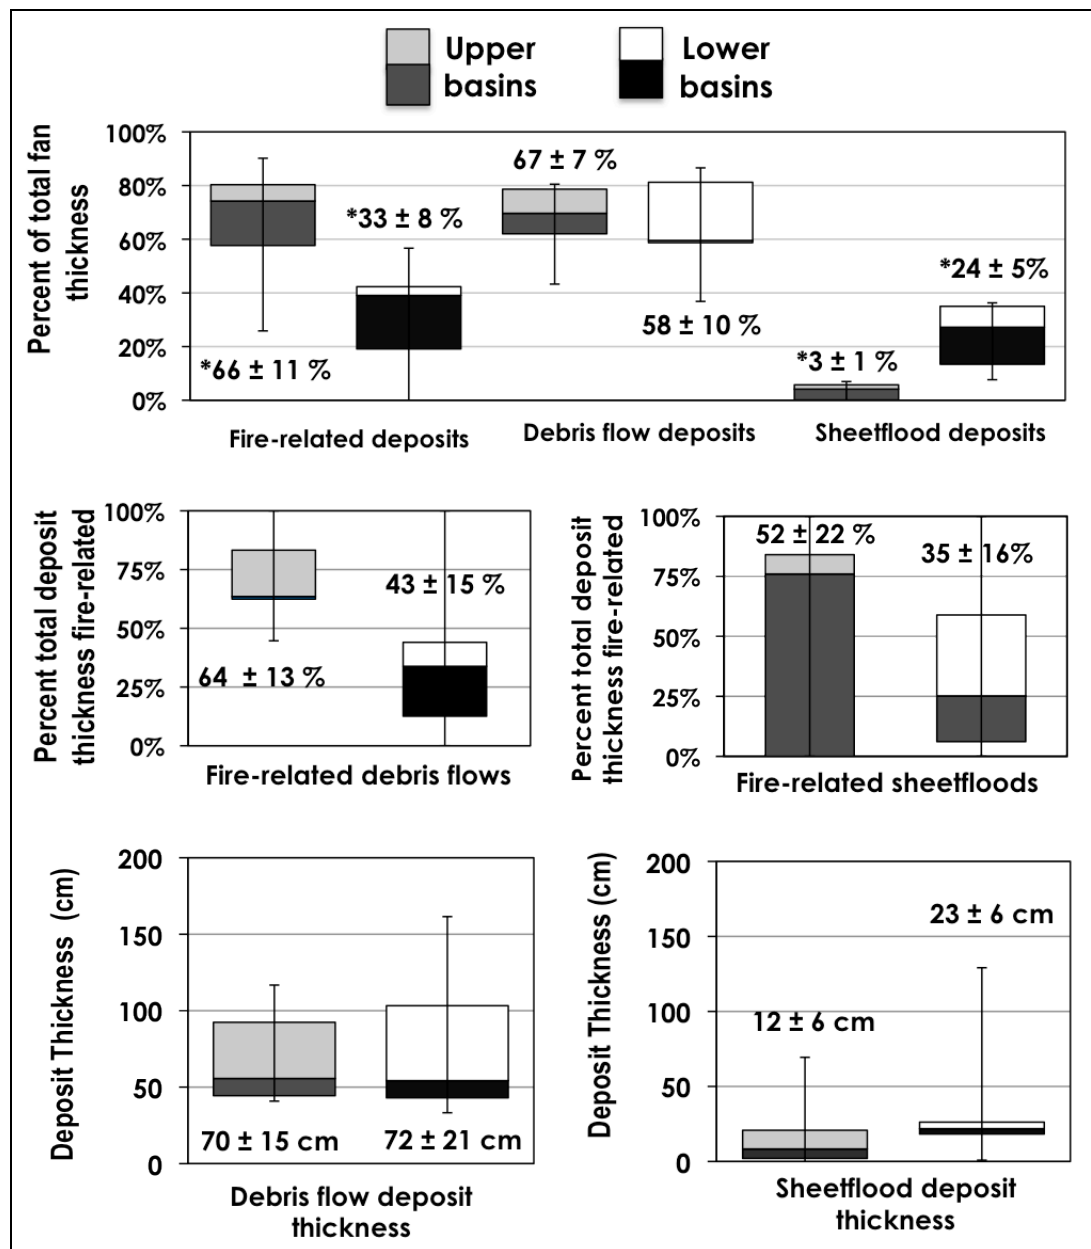 Upper
basins
Lower
basins
Percent of total fan
thickness
100%
80%
60%
40%
20%
0%
67 ± 7 %
*33 ± 8 %
*24 ± 5%
58 ± 10 %
*66 ± 11 %
*3 ± 1 %
Fire-related deposits
Debris flow deposits
Sheetflood deposits
Percent total deposit
thickness fire-related
100%
75%
50%
25%
0%
43 ± 15 %
64 ± 13 %
Fire-related debris flows
Percent total deposit
thickness fire-related
100%
75%
50%
25%
0%
52 ± 22 %
35 ± 16%
Fire-related sheetfloods
Deposit Thickness (cm)
200
150
100
50
0
70 ± 15 cm
72 ± 21 cm
Debris flow deposit
thickness
Deposit Thickness (cm)
200
150
100
50
0
23 ± 6 cm
12 ± 6 cm
Sheetflood deposit
thickness